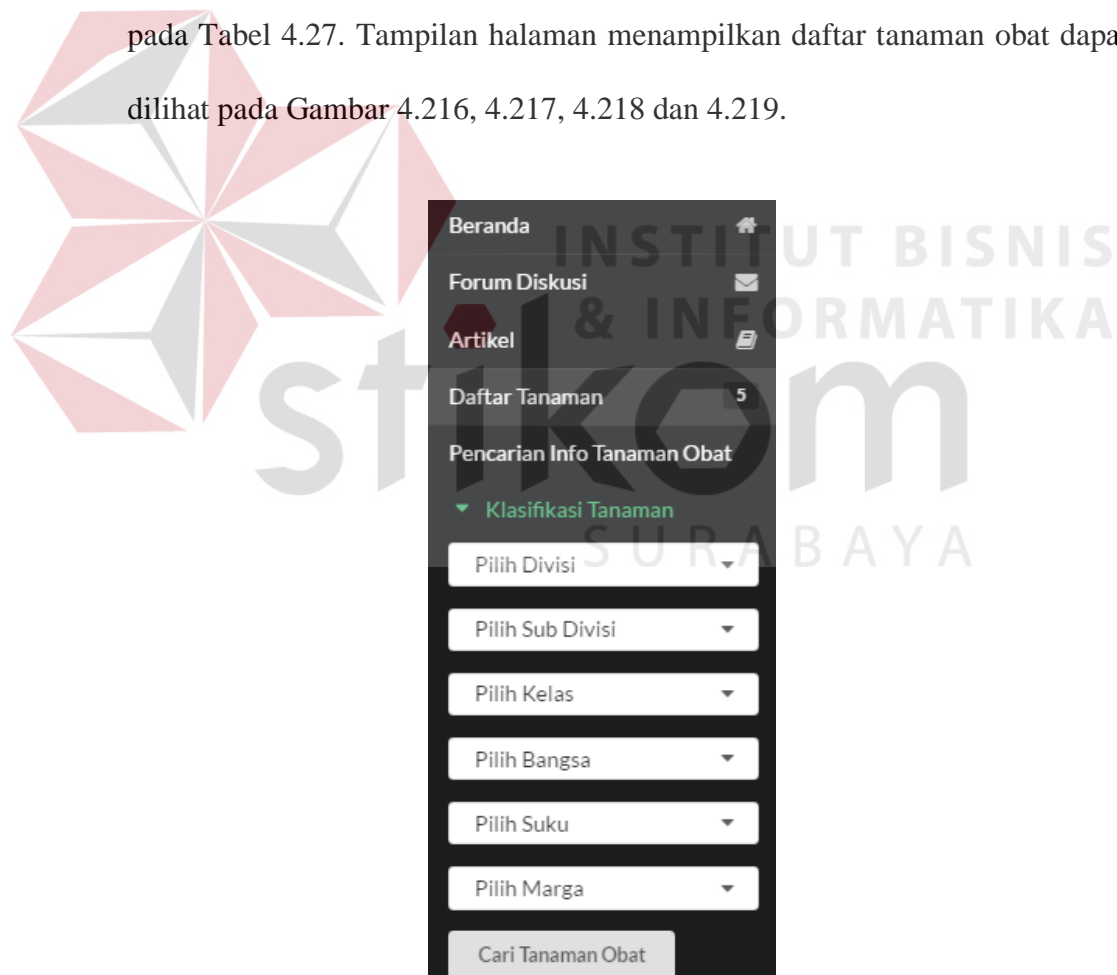 pada Tabel 4.27. Tampilan halaman menampilkan daftar tanaman obat dapa
dilihat pada Gambar 4.216, 4.217, 4.218 dan 4.219.
INSTITUT BISNIS
& INFORMATIKA
stikom
SURABAYA
Beranda
Forum Diskusi
Artikel
Daftar Tanaman 5
Pencarian Info Tanaman Obat
Klasifikasi Tanaman
Pilih Divisi
Pilih Sub Divisi
Pilih Kelas
Pilih Bangsa
Pilih Suku
Pilih Marga
Cari Tanaman Obat